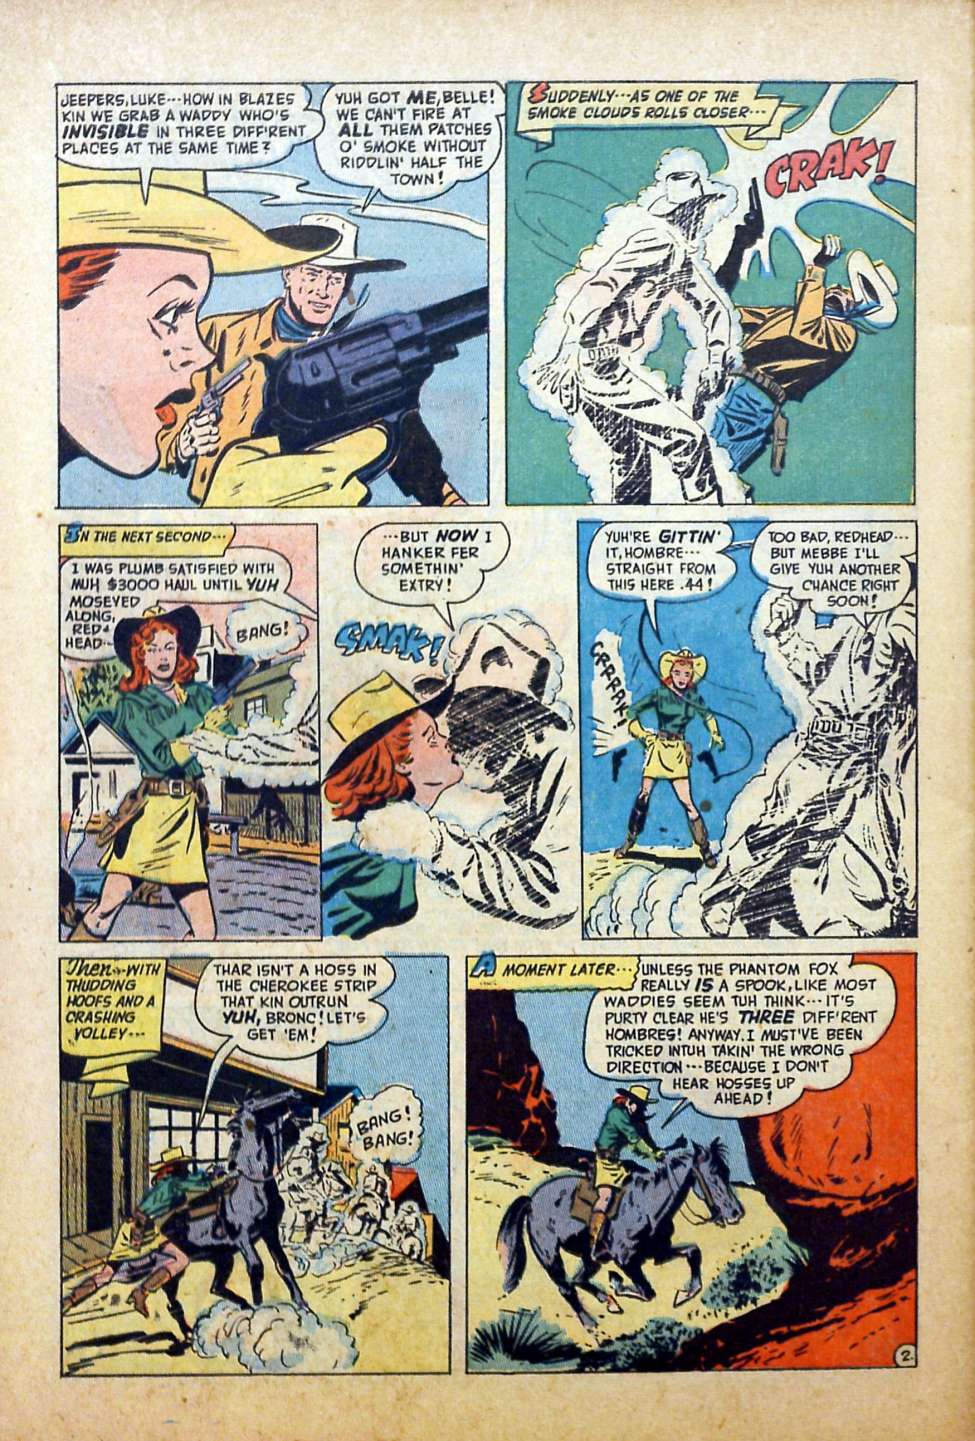 JEEPERS, LUKE---HOW IN BLAZES
KIN WE GRAB A WADDY WHO'S
INVISIBLE IN THREE DIFF'RENT
PLACES AT THE SAME TIME?
YUH GOT ME, BELLE!
WE CAN'T FIRE AT
ALL THEM PATCHES
O' SMOKE WITHOUT
RIDDLIN' HALF THE
TOWN!
SUDDENLY---AS ONE OF THE
SMOKE CLOUDS ROLLS CLOSER---
CRAK!
IN THE NEXT SECOND---
I WAS PLUMB SATISFIED WITH
MUH $3000 HAUL UNTIL YUH
MOSEYED
ALONG,
RED-
HEAD--
BANG!
---BUT NOW I
HANKER FER
SOMETHIN'
EXTRY!
SMAK!
YUH'RE GITTIN'
IT, HOMBRE---
STRAIGHT FROM
THIS HERE .44!
CRRRRAK!
TOO BAD, REDHEAD---
BUT MEBBE I'LL
GIVE YUH ANOTHER
CHANCE RIGHT
SOON!
THEN--WITH
THUDDING
HOOFS AND A
CRASHING
VOLLEY---
THAR ISN'T A HOSS IN
THE CHEROKEE STRIP
THAT KIN OUTRUN
YUH, BRONC! LET'S
GET 'EM!
BANG!
BANG!
A MOMENT LATER---
UNLESS THE PHANTOM FOX
REALLY IS A SPOOK, LIKE MOST
WADDIES SEEM TUH THINK---IT'S
PURTY CLEAR HE'S THREE DIFF'RENT
HOMBRES! ANYWAY, I MUST'VE BEEN
TRICKED INTUH TAKIN' THE WRONG
DIRECTION---BECAUSE I DON'T
HEAR HOSSES UP
AHEAD!
2